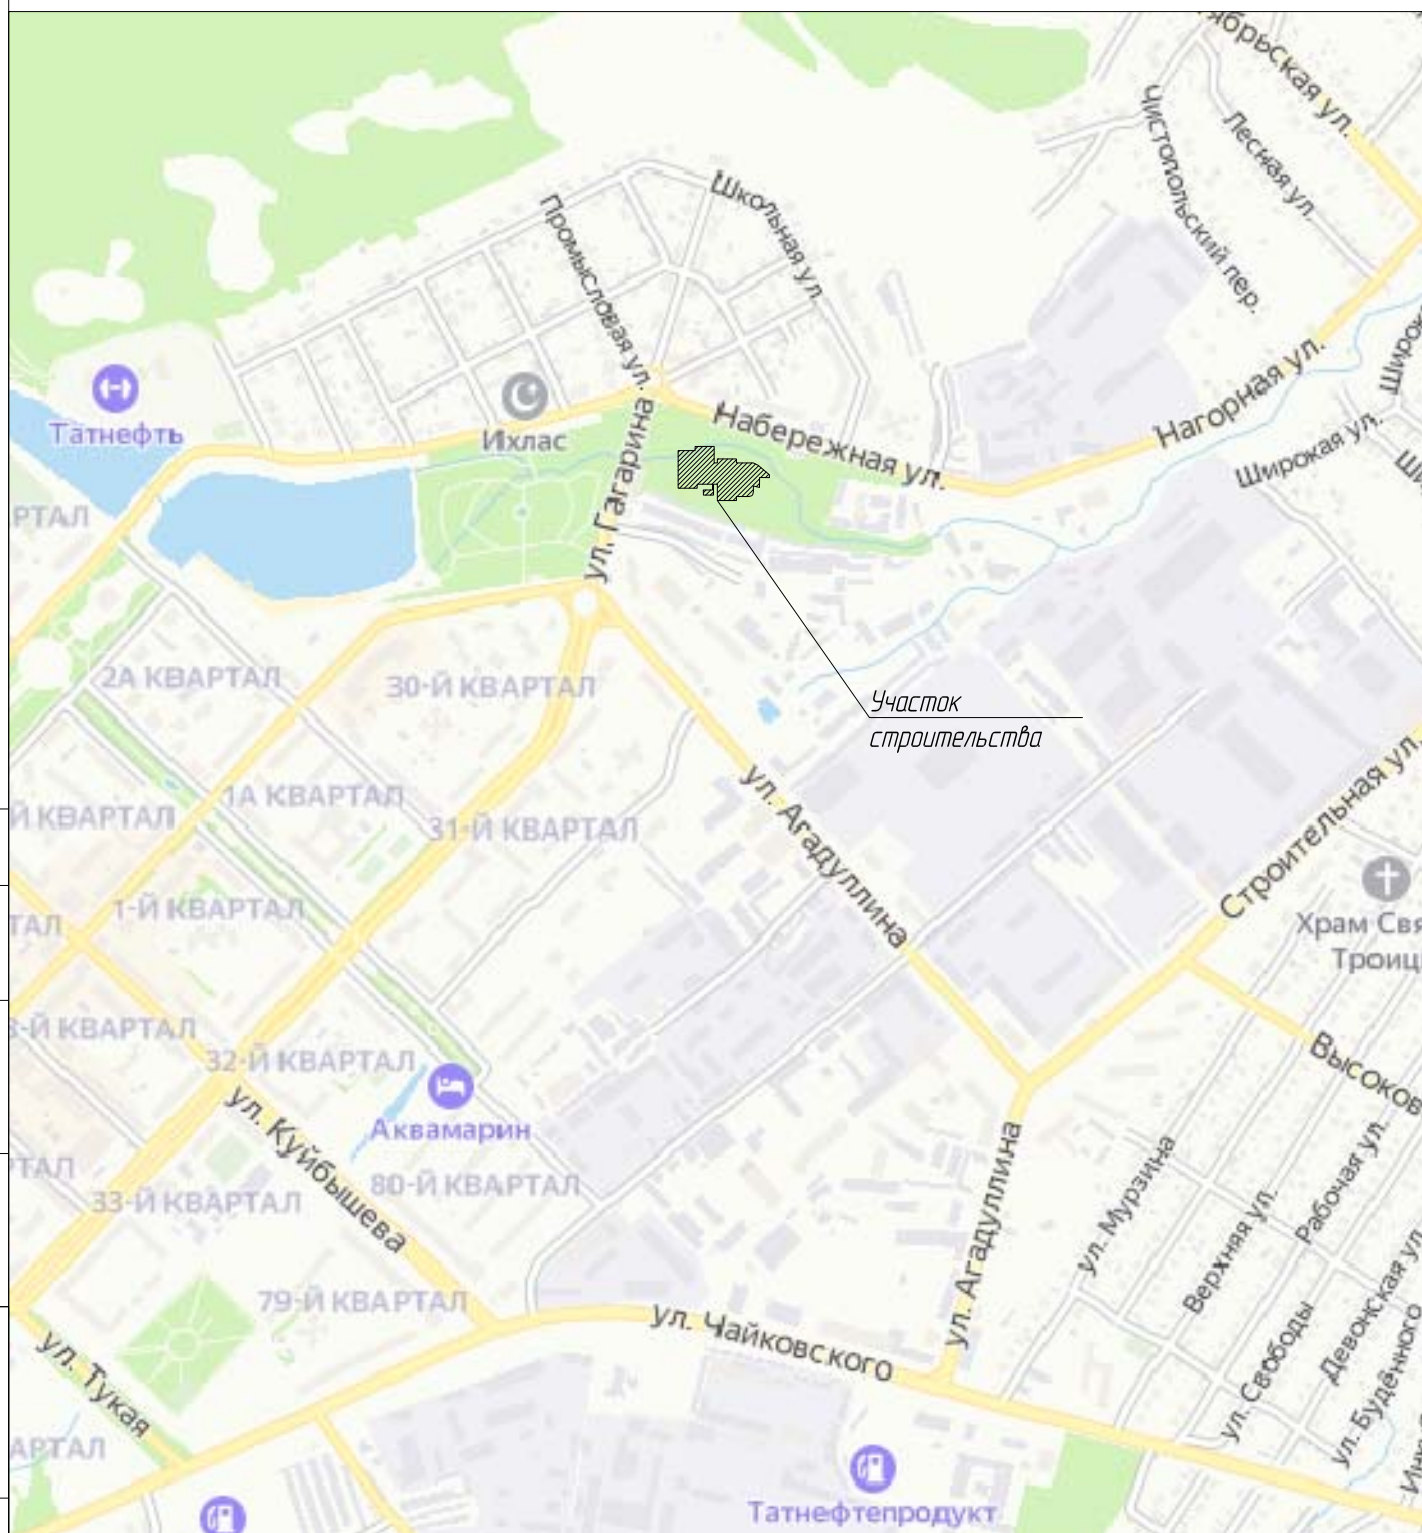 Чистопольский пер.
Лесная ул.
Школьная ул.
Промысловая ул.
Татнефть
Ихлас
ул. Гагарина
Набережная ул.
Нагорная ул.
Широкая ул.
2А КВАРТАЛ
30-Й КВАРТАЛ
Участок
строительства
1А КВАРТАЛ
31-Й КВАРТАЛ
Й КВАРТАЛ
ул. Агадуллина
Строительная ул.
1-Й КВАРТАЛ
ТАЛ
РТАЛ
Храм Свя
Троиц
-Й КВАРТАЛ
32-Й КВАРТАЛ
Высоков
ул. Куйбышева
Аквамарин
80-Й КВАРТАЛ
РТАЛ
33-Й КВАРТАЛ
ул. Агадуллина
ул. Мурзина
Верхняя ул.
Рабочая ул.
79-Й КВАРТАЛ
ул. Чайковского
ул. Свободы
Девонская ул.
ул. Будённого
ул. Тукая
АРТАЛ
Татнефтепродукт